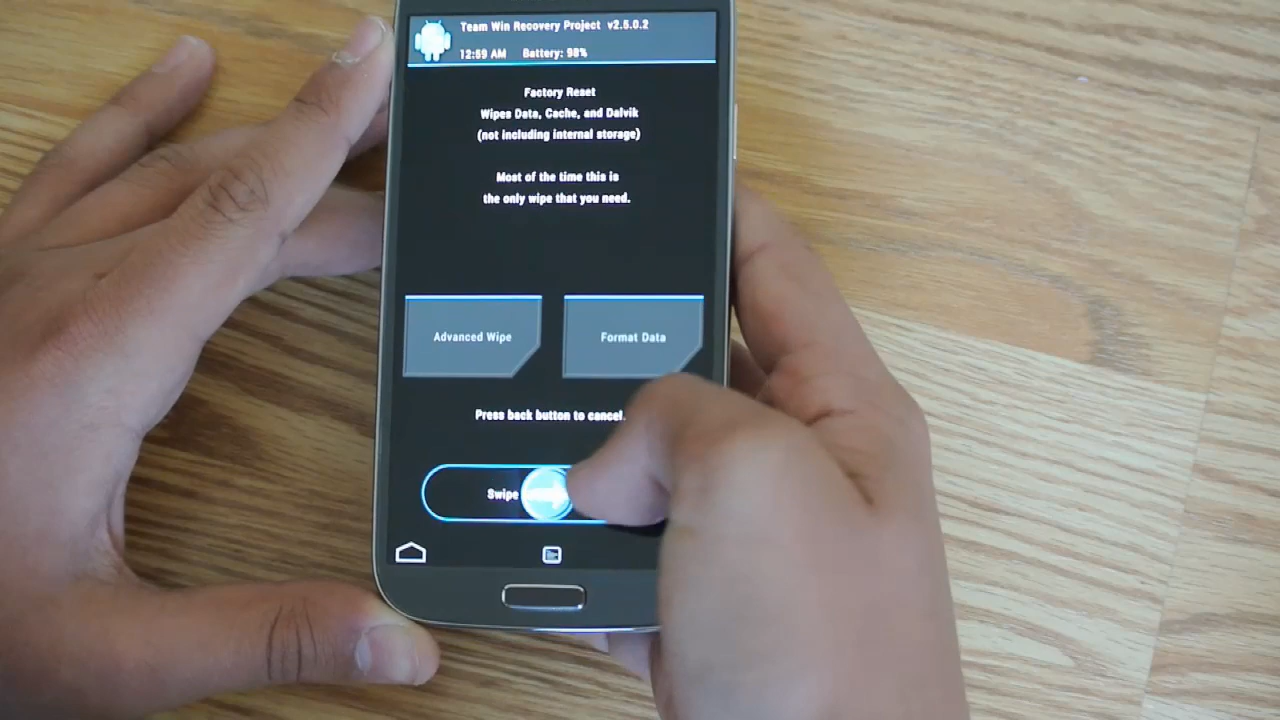 Team Win Recovery Project v2.5.0.2
12:59 AM Battery: 98%
Factory Reset
Wipes Data, Cache, and Dalvik
(not including internal storage)
Most of the time this is
the only wipe that you need.
Advanced Wipe Format Data
Press back button to cancel.
Swipe